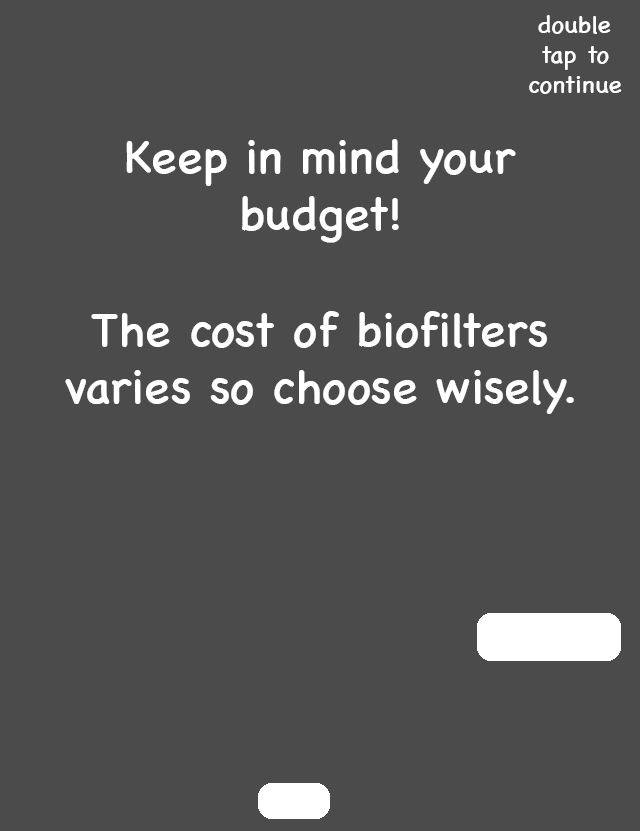 double
tap to
continue
Keep in mind your
budget!
The cost of biofilters
varies so choose wisely.